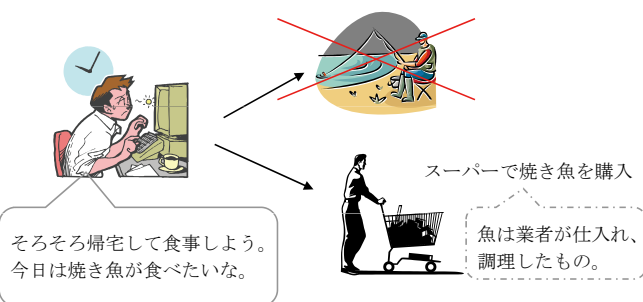 スーパーで焼き魚を購入
そろそろ帰宅して食事しよう。
今日は焼き魚が食べたいな。
魚は業者が仕入れ、
調理したもの。